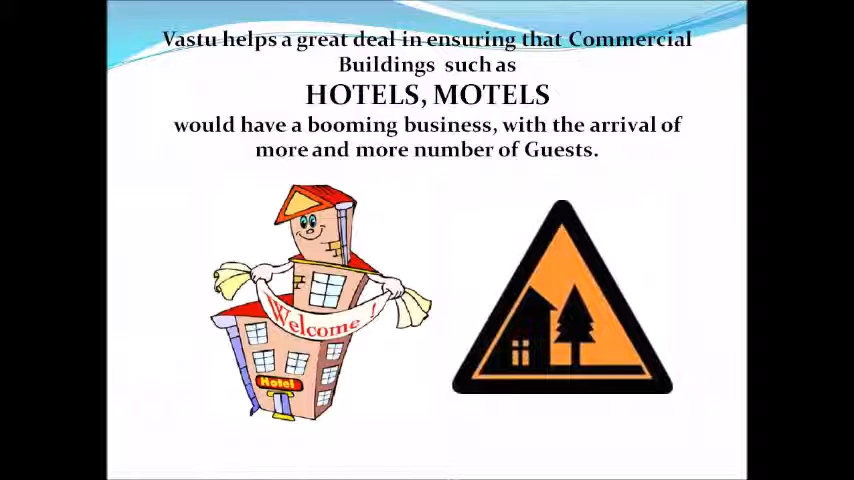 Vastu helps a great deal in ensuring that Commercial
Buildings such as
HOTELS, MOTELS
would have a booming business, with the arrival of
more and more number of Guests.
Welcome !
Hotel